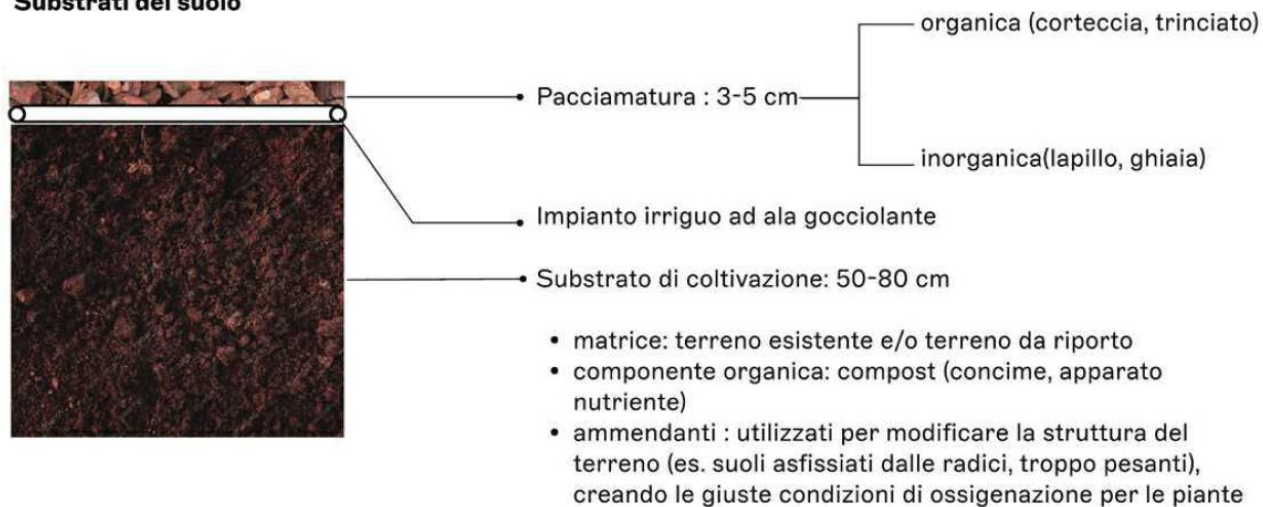 Substrati del suolo
organica (corteccia, trinciato)
Pacciamatura : 3-5 cm
inorganica(lapillo, ghiaia)
Impianto irriguo ad ala gocciolante
Substrato di coltivazione: 50-80 cm
• matrice: terreno esistente e/o terreno da riporto
• componente organica: compost (concime, apparato
nutriente)
• ammendanti : utilizzati per modificare la struttura del
terreno (es. suoli asfissiati dalle radici, troppo pesanti),
creando le giuste condizioni di ossigenazione per le piante